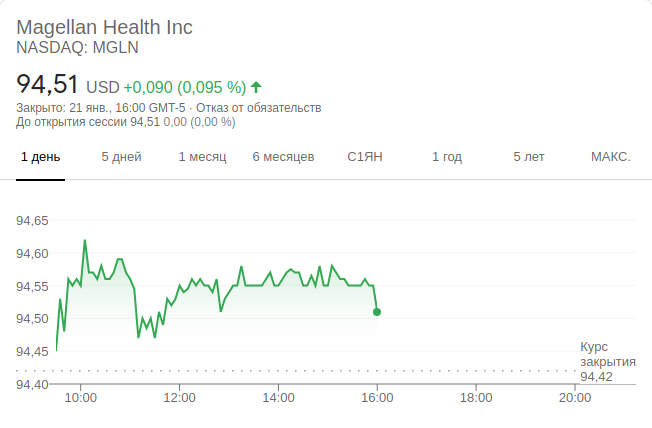 Magellan Health Inc
NASDAQ: MGLN
94,51 USD +0,090 (0,095 %)
Закрыто: 21 янв., 16:00 GMT-5 · Отказ от обязательств
До открытия сессии 94,51 0,00 (0,00 %)
1 день 5 дней 1 месяц 6 месяцев С1ЯН 1 год 5 лет МАКС.
94,65
94,60
94,55
94,50
94,45
94,40
Курс
закрытия
94,42
10:00 12:00 14:00 16:00 18:00 20:00